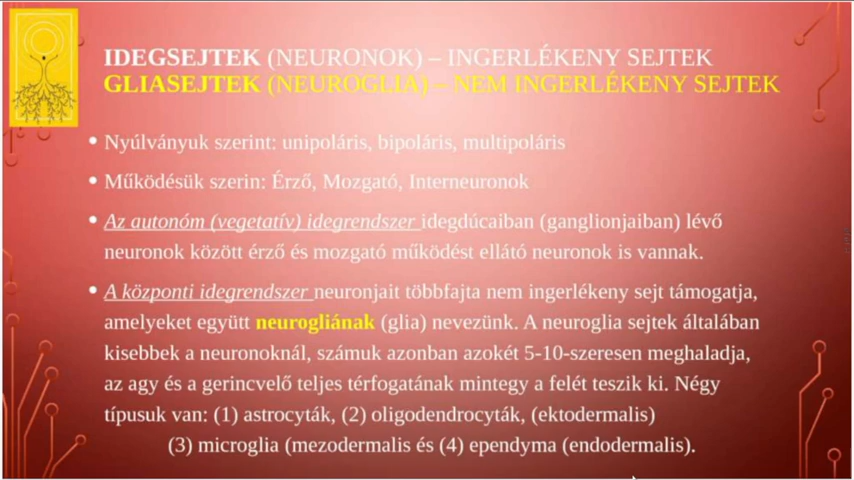 IDEGSEJTEK (NEURONOK) – INGERLÉKENY SEJTEK
GLIASEJTEK (NEUROGLIA) – NEM INGERLÉKENY SEJTEK
• Nyúlványuk szerint: unipoláris, bipoláris, multipoláris
• Működésük szerin: Érző, Mozgató, Interneuronok
• Az autonóm (vegetatív) idegrendszer idegdúcaiban (ganglionjaiban) lévő
neuronok között érző és mozgató működést ellátó neuronok is vannak.
• A központi idegrendszer neuronjait többfajta nem ingerlékeny sejt támogatja,
amelyeket együtt neurogliának (glia) nevezünk. A neuroglia sejtek általában
kisebbek a neuronoknál, számuk azonban azokét 5-10-szeresen meghaladja,
az agy és a gerincvelő teljes térfogatának mintegy a felét teszik ki. Négy
típusuk van: (1) astrocyták, (2) oligodendrocyták, (ektodermalis)
(3) microglia (mezodermalis és (4) ependyma (endodermalis).